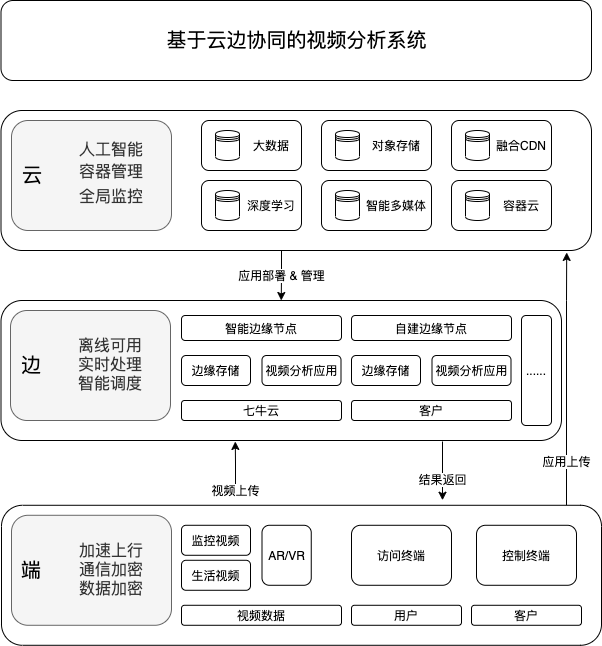 基于云边协同的视频分析系统
云
人工智能
容器管理
全局监控
大数据
对象存储
融合CDN
深度学习
智能多媒体
容器云
应用部署 & 管理
边
离线可用
实时处理
智能调度
智能边缘节点
自建边缘节点
边缘存储
视频分析应用
边缘存储
视频分析应用
......
七牛云
客户
视频上传
结果返回
应用上传
端
加速上行
通信加密
数据加密
监控视频
生活视频
AR/VR
访问终端
控制终端
视频数据
用户
客户